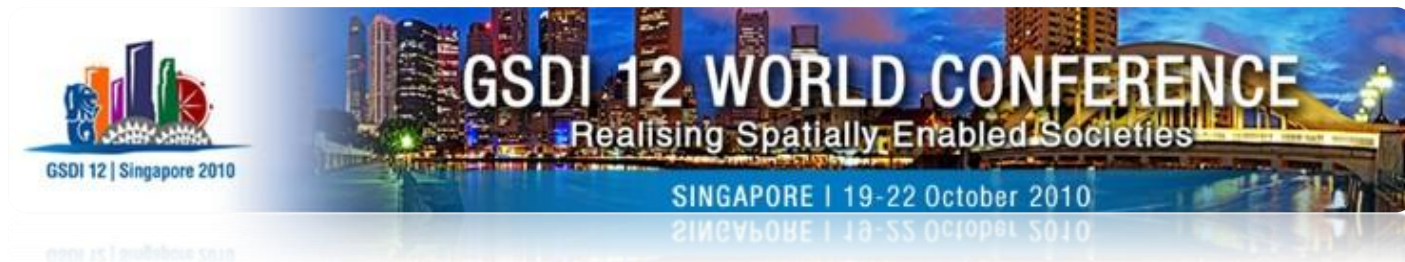 GSDI 12 WORLD CONFERENCE
Realising Spatially Enabled Societies
GSDI 12 | Singapore 2010
SINGAPORE | 19-22 October 2010